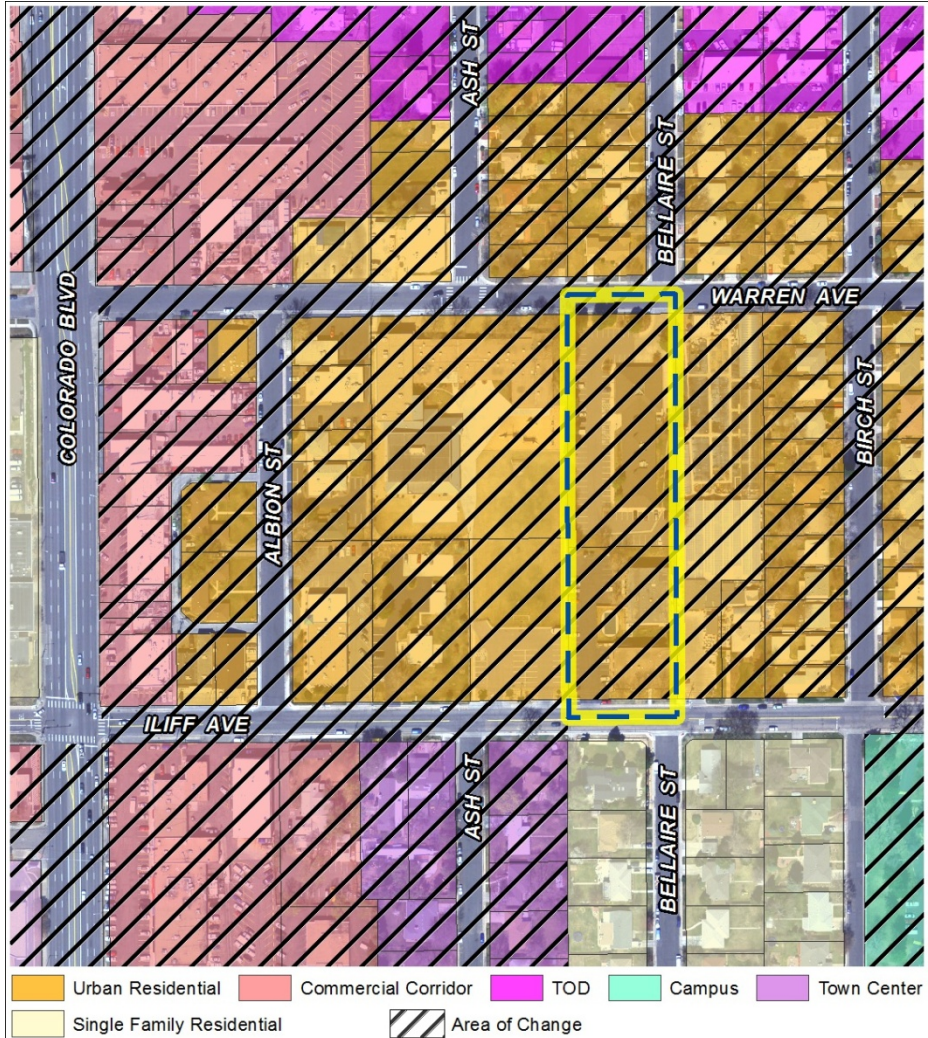 ASH ST
BELLAIRE ST
COLORADO BLVD
WARREN AVE
BIRCH ST
ALBION ST
ILIFF AVE
ASH ST
BELLAIRE ST
Urban Residential
Commercial Corridor
TOD
Campus
Town Center
Single Family Residential
Area of Change